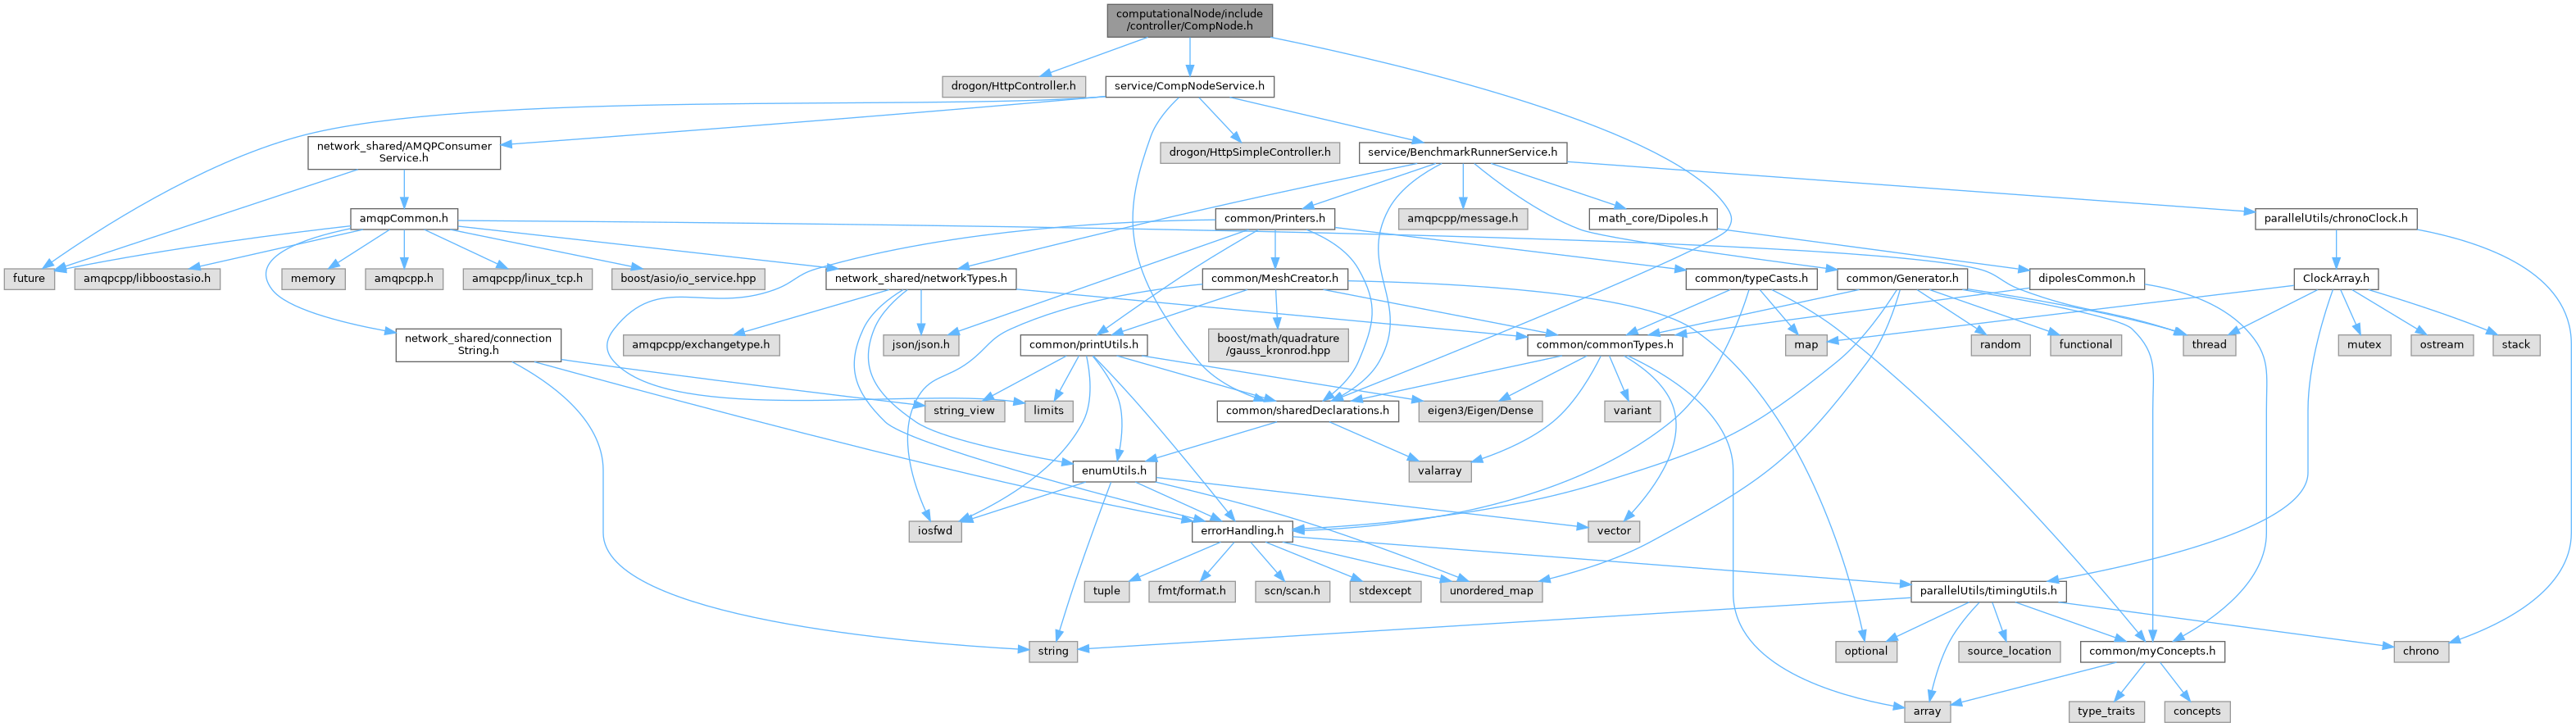 computationalNode/include
/controller/CompNode.h
drogon/HttpController.h
service/CompNodeService.h
network_shared/AMQPConsumer
Service.h
drogon/HttpSimpleController.h
service/BenchmarkRunnerService.h
amqpCommon.h
common/Printers.h
amqpcpp/message.h
math_core/Dipoles.h
parallelUtils/chronoClock.h
future
amqpcpp/libboostasio.h
memory
amqpcpp.h
amqpcpp/linux_tcp.h
boost/asio/io_service.hpp
network_shared/networkTypes.h
common/MeshCreator.h
common/typeCasts.h
common/Generator.h
dipolesCommon.h
ClockArray.h
network_shared/connection
String.h
amqpcpp/exchangetype.h
json/json.h
common/printUtils.h
boost/math/quadrature
/gauss_kronrod.hpp
common/commonTypes.h
map
random
functional
thread
mutex
ostream
stack
string_view
limits
common/sharedDeclarations.h
eigen3/Eigen/Dense
variant
enumUtils.h
valarray
iosfwd
errorHandling.h
vector
tuple
fmt/format.h
scn/scan.h
stdexcept
unordered_map
parallelUtils/timingUtils.h
string
optional
source_location
common/myConcepts.h
chrono
array
type_traits
concepts